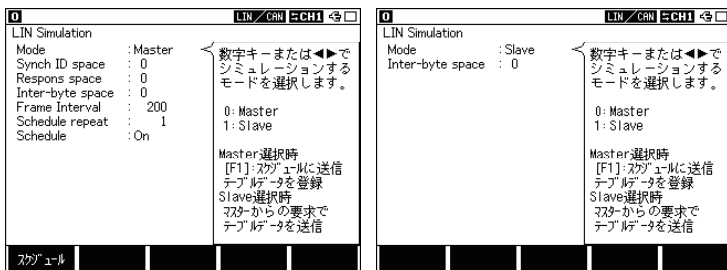 0 LIN/CAN ⇆CH1
LIN Simulation
Mode : Master
Synch ID space : 0
Respons space : 0
Inter-byte space : 0
Frame Interval : 200
Schedule repeat : 1
Schedule : On
数字キーまたは◀▶で
シミュレーションする
モードを選択します。
0: Master
1: Slave
Master選択時
[F1]:ｽｹｼﾞｭｰﾙに送信
ﾃｰﾌﾞﾙﾃﾞｰﾀを登録
Slave選択時
ﾏｽﾀｰからの要求で
ﾃｰﾌﾞﾙﾃﾞｰﾀを送信
ｽｹｼﾞｭｰﾙ
0 LIN/CAN ⇆CH1
LIN Simulation
Mode : Slave
Inter-byte space : 0
数字キーまたは◀▶で
シミュレーションする
モードを選択します。
0: Master
1: Slave
Master選択時
[F1]:ｽｹｼﾞｭｰﾙに送信
ﾃｰﾌﾞﾙﾃﾞｰﾀを登録
Slave選択時
ﾏｽﾀｰからの要求で
ﾃｰﾌﾞﾙﾃﾞｰﾀを送信